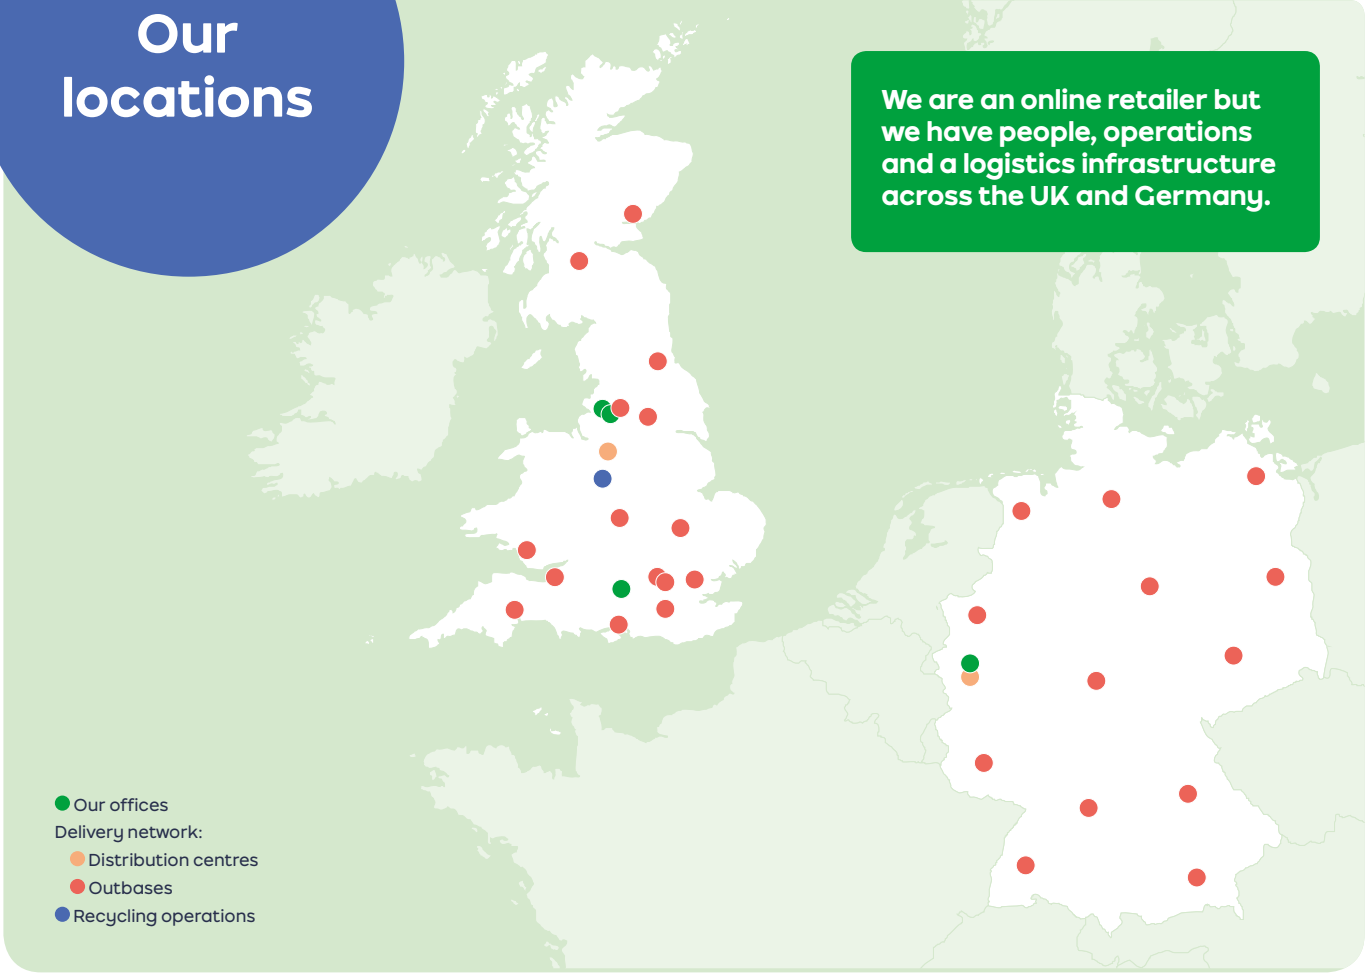 Our
locations
We are an online retailer but
we have people, operations
and a logistics infrastructure
across the UK and Germany.
Our offices
Delivery network:
Distribution centres
Outbases
Recycling operations